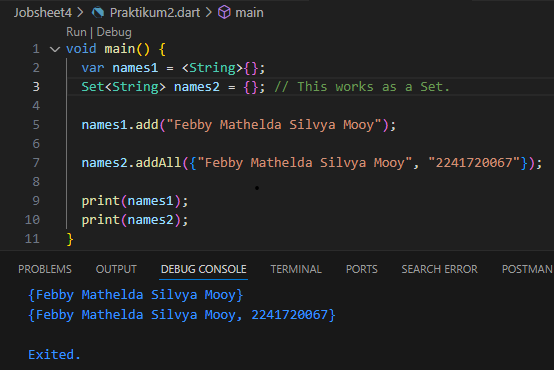 Jobsheet4 > Praktikum2.dart > main
Run | Debug
1 void main() {
2 var names1 = <String>{};
3 Set<String> names2 = {}; // This works as a Set.
4
5 names1.add("Febby Mathelda Silvya Mooy");
6
7 names2.addAll({"Febby Mathelda Silvya Mooy", "2241720067"});
8
9 print(names1);
10 print(names2);
11 }
PROBLEMS OUTPUT DEBUG CONSOLE TERMINAL PORTS SEARCH ERROR POSTMAN
{Febby Mathelda Silvya Mooy}
{Febby Mathelda Silvya Mooy, 2241720067}
Exited.